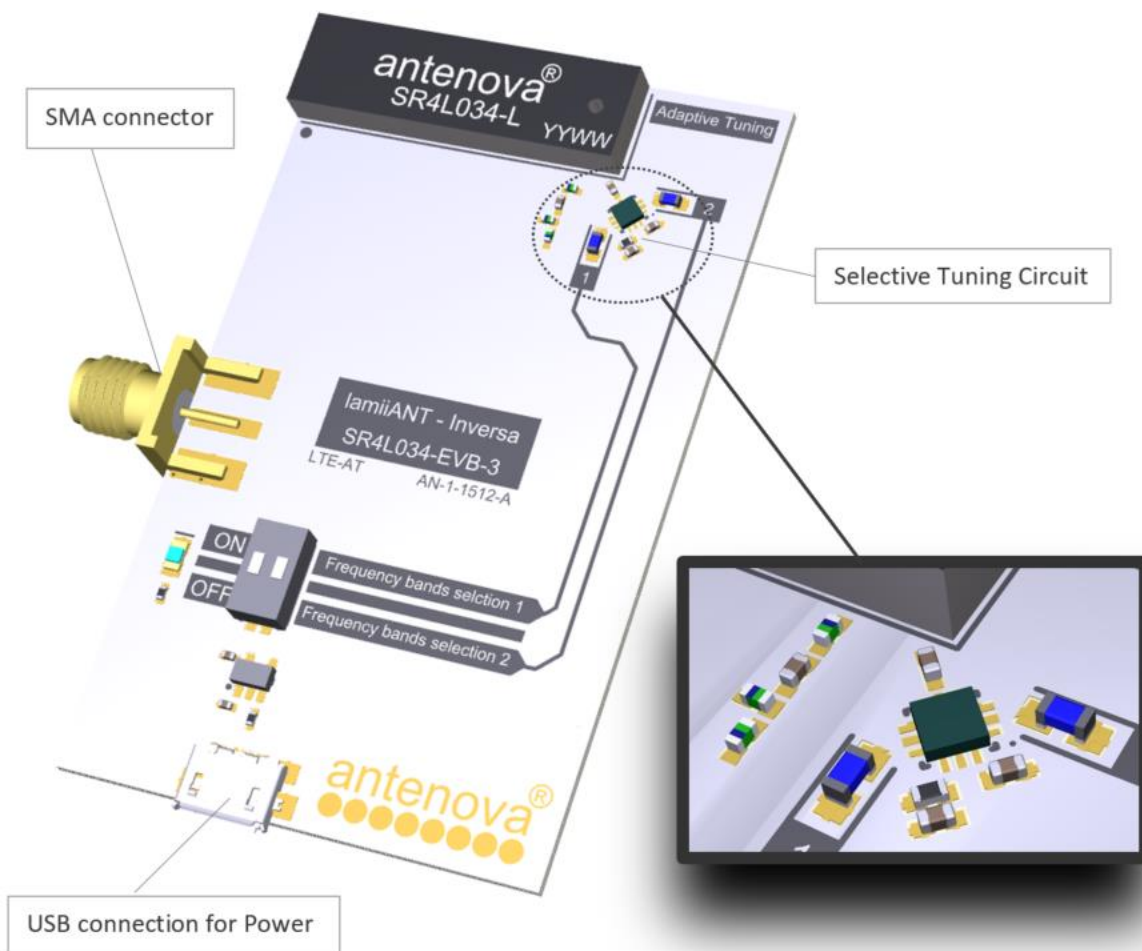 antenova®
SR4L034-L
YYWW
Adaptive Tuning
SMA connector
2
1
Selective Tuning Circuit
lamiiANT - Inversa
SR4L034-EVB-3
LTE-AT
AN-1-1512-A
ON
OFF
Frequency bands selction 1
Frequency bands selection 2
antenova®
USB connection for Power